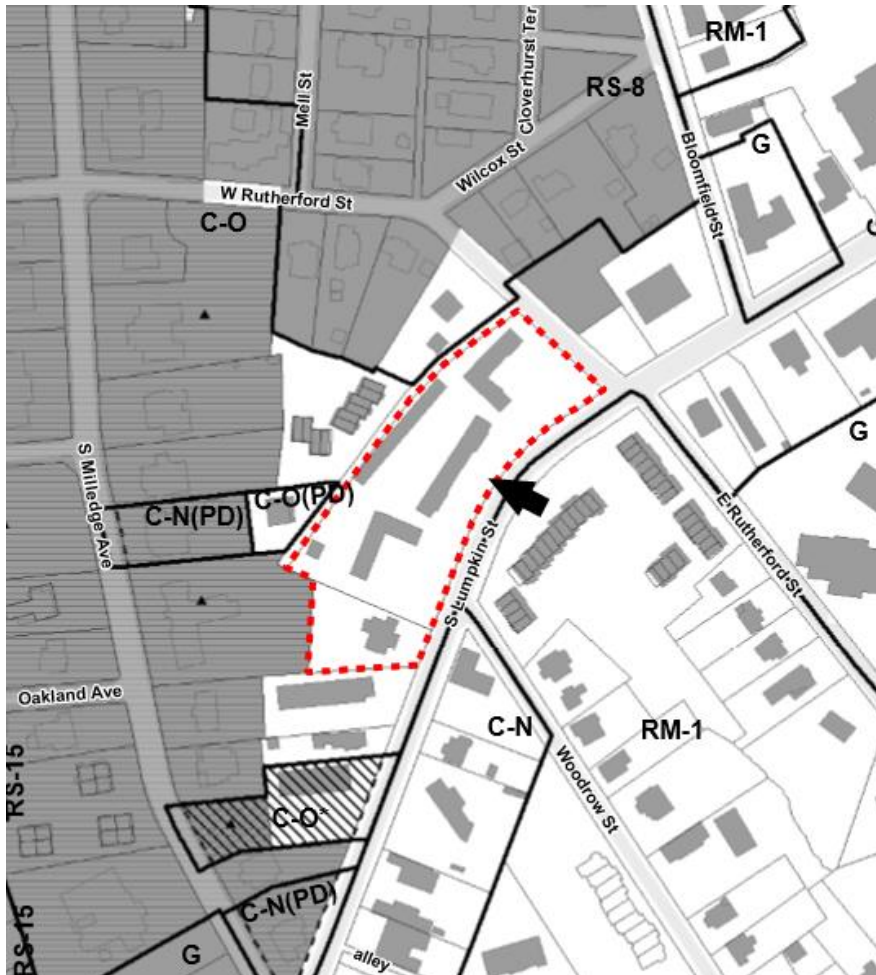 RM-1
Mell St
Cloverhurst Ter
RS-8
Bloomfield St
G
Wilcox St
W Rutherford St
C-O
S Milledge Ave
C-N(PD)
C-O(PD)
G
E Rutherford St
S Lumpkin St
Oakland Ave
C-N
RM-1
Woodrow St
RS-15
C-O*
C-N(PD)
RS-15
G
alley